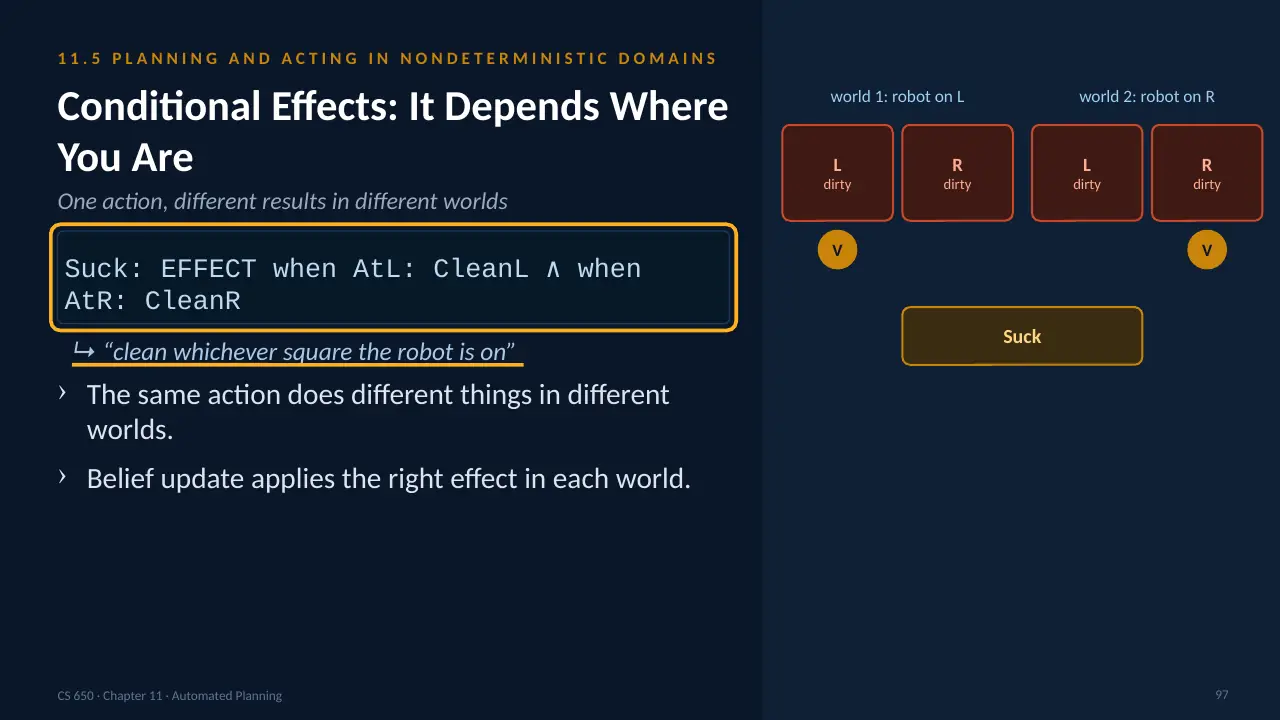 11.5 PLANNING AND ACTING IN NONDETERMINISTIC DOMAINS
Conditional Effects: It Depends Where
You Are
One action, different results in different worlds
Suck: EFFECT when AtL: CleanL ∧ when
AtR: CleanR
↪ “clean whichever square the robot is on”
› The same action does different things in different
worlds.
› Belief update applies the right effect in each world.
world 1: robot on L
world 2: robot on R
L
dirty
R
dirty
L
dirty
R
dirty
V
V
Suck
CS 650 · Chapter 11 · Automated Planning
97